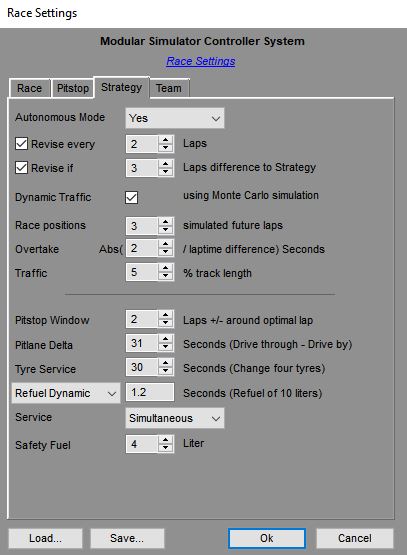 Race Settings
Modular Simulator Controller System
Race Settings
Race Pitstop Strategy Team
Autonomous Mode Yes
Revise every 2 Laps
Revise if 3 Laps difference to Strategy
Dynamic Traffic using Monte Carlo simulation
Race positions 3 simulated future laps
Overtake Abs( 2 / laptime difference) Seconds
Traffic 5 % track length
Pitstop Window 2 Laps +/- around optimal lap
Pitlane Delta 31 Seconds (Drive through - Drive by)
Tyre Service 30 Seconds (Change four tyres)
Refuel Dynamic 1.2 Seconds (Refuel of 10 liters)
Service Simultaneous
Safety Fuel 4 Liter
Load... Save... Ok Cancel